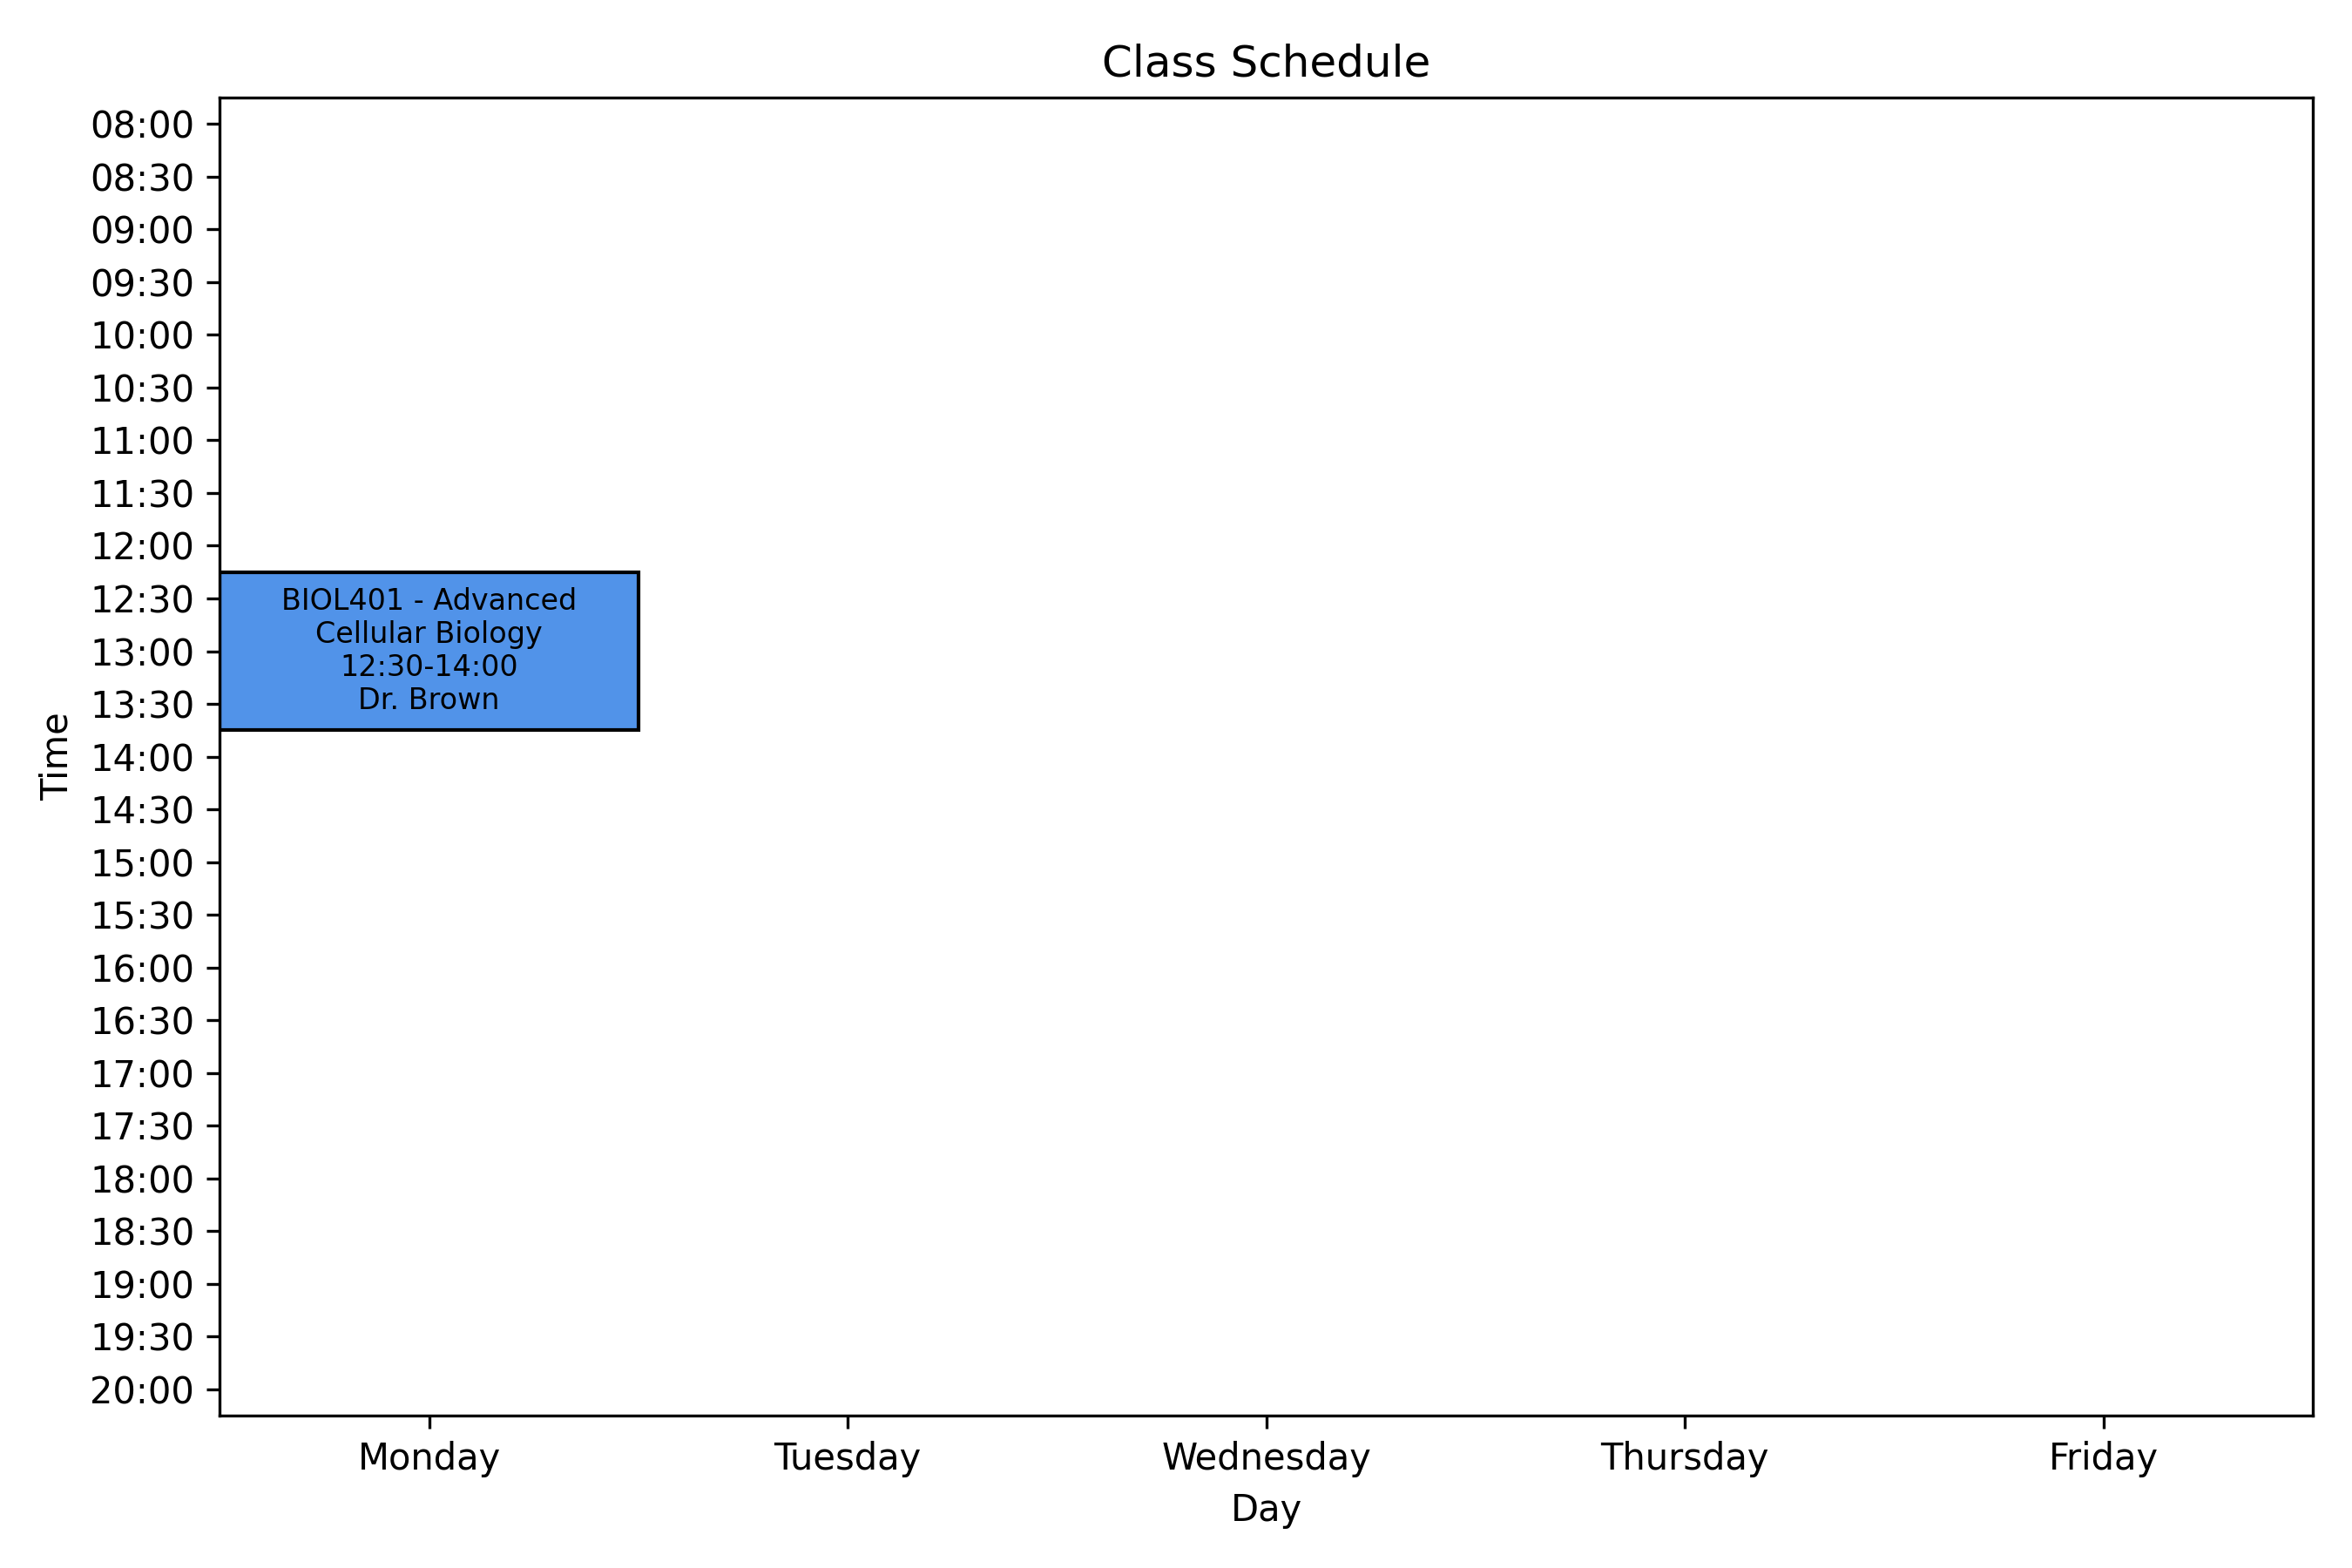 Class Schedule
08:00
08:30
09:00
09:30
10:00
10:30
11:00
11:30
12:00
12:30
13:00
13:30
14:00
14:30
15:00
15:30
16:00
16:30
17:00
17:30
18:00
18:30
19:00
19:30
20:00
Time
BIOL401 - Advanced
Cellular Biology
12:30-14:00
Dr. Brown
Monday
Tuesday
Wednesday
Thursday
Friday
Day